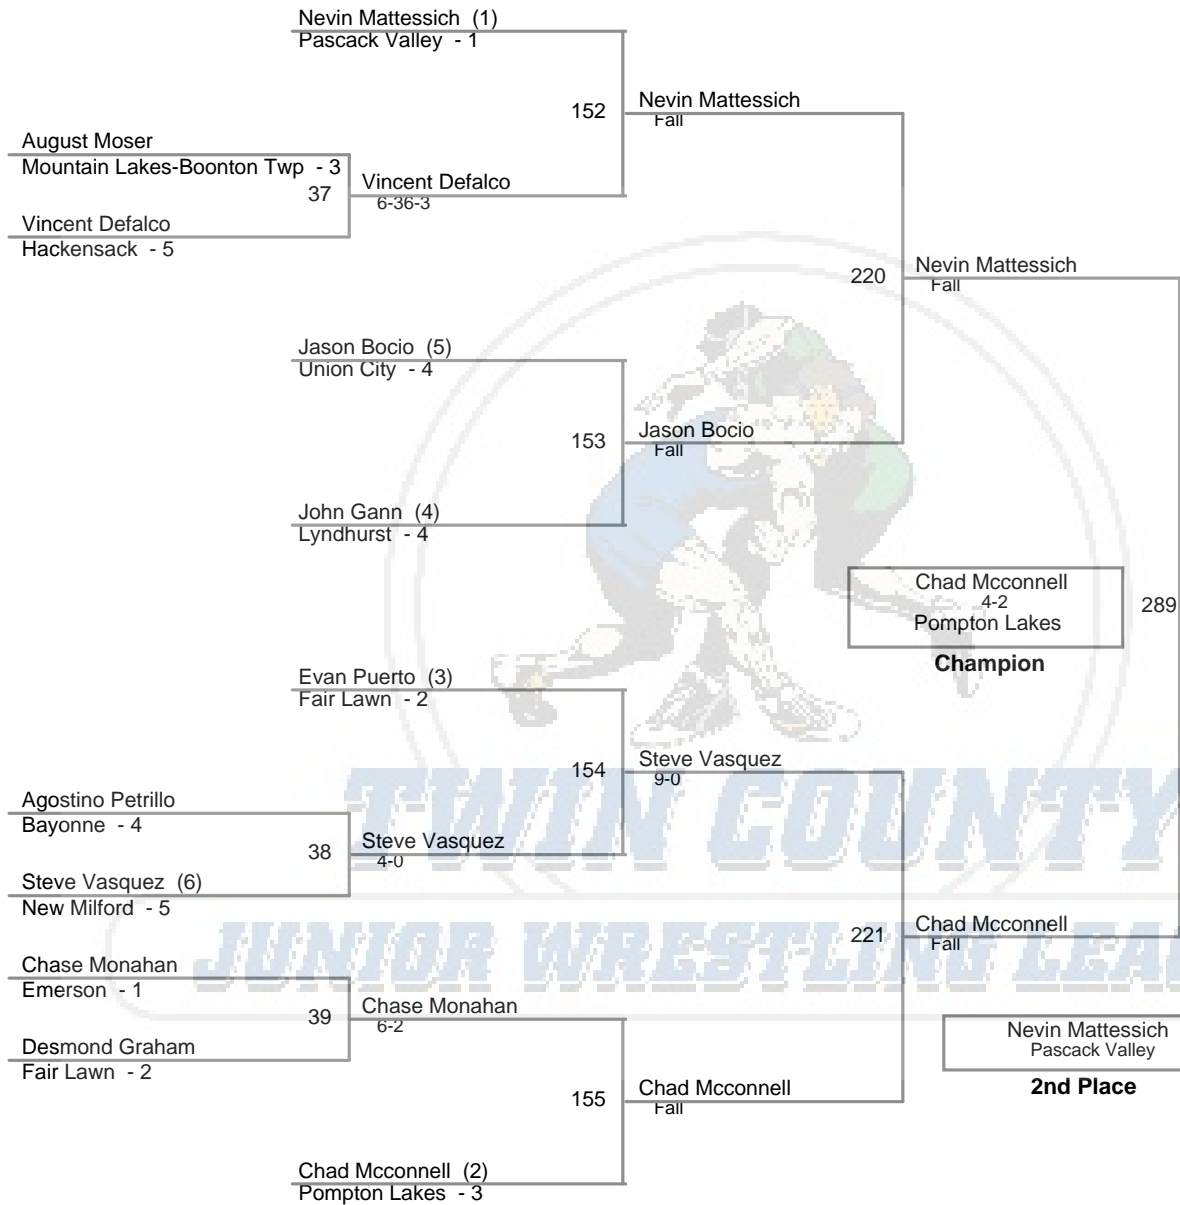 Nevin Mattessich (1)
Pascack Valley - 1
152
Nevin Mattessich
Fall
August Moser
Mountain Lakes-Boonton Twp - 3
37
Vincent Defalco
6-36-3
Vincent Defalco
Hackensack - 5
220
Nevin Mattessich
Fall
Jason Bocio (5)
Union City - 4
153
Jason Bocio
Fall
John Gann (4)
Lyndhurst - 4
Chad Mcconnell
4-2
Pompton Lakes
289
Champion
Evan Puerto (3)
Fair Lawn - 2
154
Steve Vasquez
9-0
Agostino Petrillo
Bayonne - 4
38
Steve Vasquez
4-0
Steve Vasquez (6)
New Milford - 5
TWIN COUNTY
221
Chad Mcconnell
Fall
JUNIOR WRESTLING LEA
Chase Monahan
Emerson - 1
39
Chase Monahan
6-2
Desmond Graham
Fair Lawn - 2
Nevin Mattessich
Pascack Valley
2nd Place
155
Chad Mcconnell
Fall
Chad Mcconnell (2)
Pompton Lakes - 3